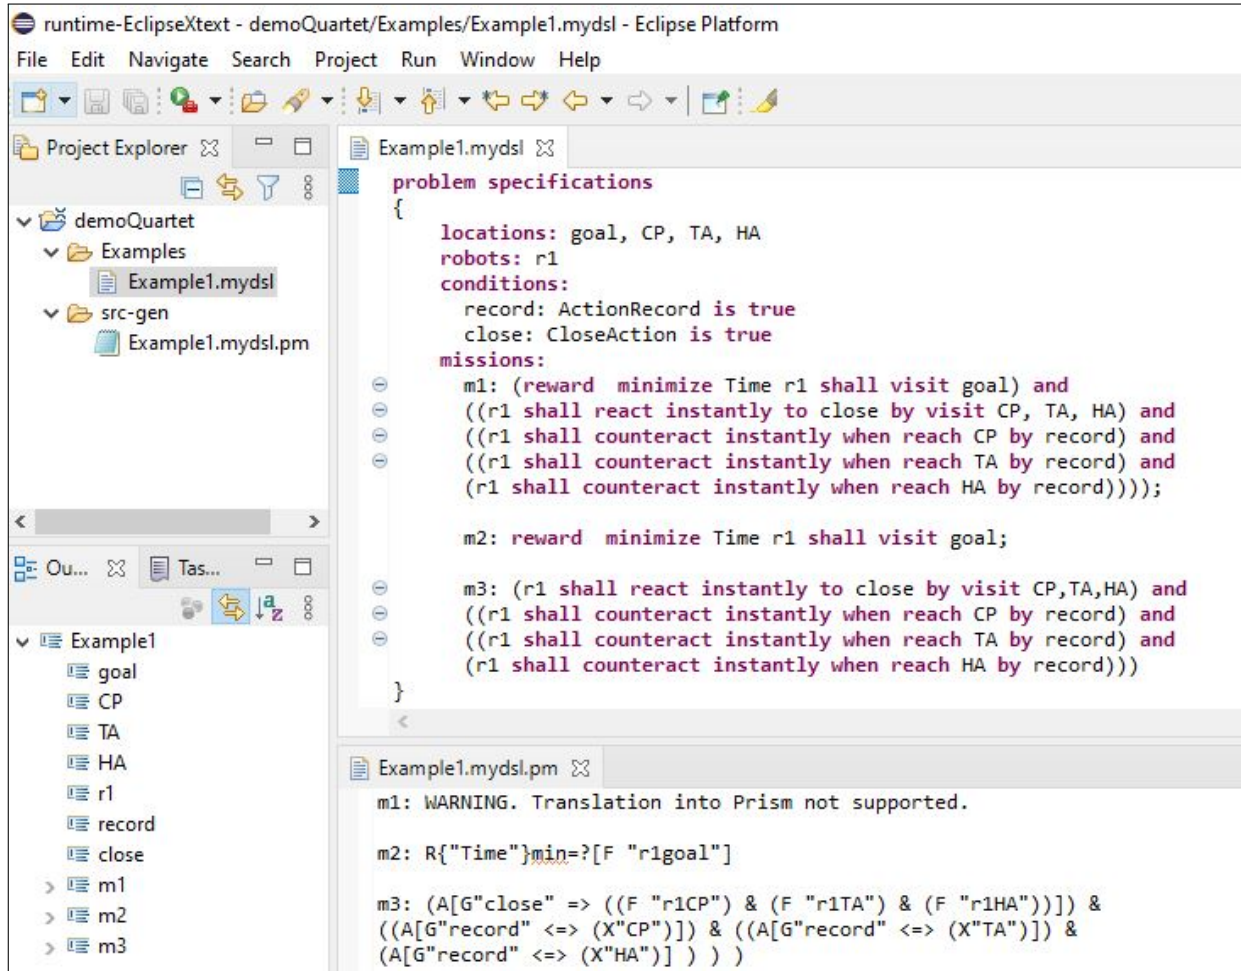 runtime-EclipseXtext - demoQuartet/Examples/Example1.mydsl - Eclipse Platform
File Edit Navigate Search Project Run Window Help
Project Explorer
demoQuartet
Examples
Example1.mydsl
src-gen
Example1.mydsl.pm
Example1.mydsl
problem specifications
{
locations: goal, CP, TA, HA
robots: r1
conditions:
record: ActionRecord is true
close: CloseAction is true
missions:
m1: (reward  minimize Time r1 shall visit goal) and
((r1 shall react instantly to close by visit CP, TA, HA) and
((r1 shall counteract instantly when reach CP by record) and
((r1 shall counteract instantly when reach TA by record) and
(r1 shall counteract instantly when reach HA by record))));
m2: reward  minimize Time r1 shall visit goal;
m3: (r1 shall react instantly to close by visit CP,TA,HA) and
((r1 shall counteract instantly when reach CP by record) and
((r1 shall counteract instantly when reach TA by record) and
(r1 shall counteract instantly when reach HA by record)))
}
Ou... Tas...
Example1
goal
CP
TA
HA
r1
record
close
m1
m2
m3
Example1.mydsl.pm
m1: WARNING. Translation into Prism not supported.
m2: R{"Time"}min=?[F "r1goal"]
m3: (A[G"close" => ((F "r1CP") & (F "r1TA") & (F "r1HA"))]) &
((A[G"record" <=> (X"CP")]) & ((A[G"record" <=> (X"TA")]) &
(A[G"record" <=> (X"HA")] ) ) )